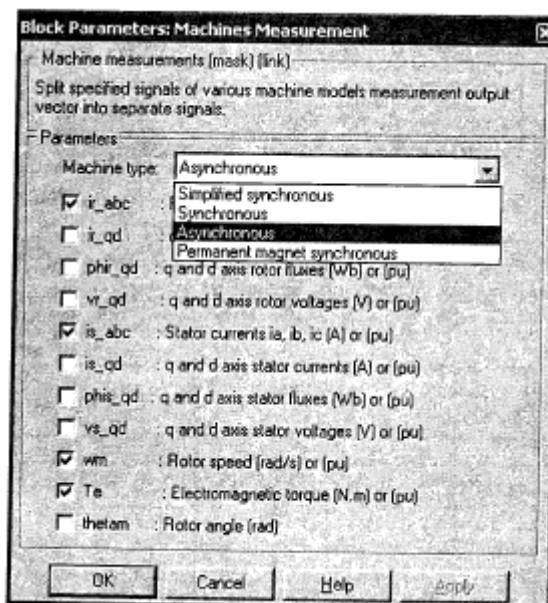 Block Parameters: Machines Measurement
Machine measurements (mask) (link)
Split specified signals of various machine models measurement output
vector into separate signals.
Parameters
Machine type: Asynchronous
Simplified synchronous
Synchronous
Asynchronous
Permanent magnet synchronous
ir_abc :
ir_qd
phir_qd : q and d axis rotor fluxes (Wb) or (pu)
vr_qd : q and d axis rotor voltages (V) or (pu)
is_abc : Stator currents ia, ib, ic (A) or (pu)
is_qd : q and d axis stator currents (A) or (pu)
phis_qd : q and d axis stator fluxes (Wb) or (pu)
vs_qd : q and d axis stator voltages (V) or (pu)
wm : Rotor speed (rad/s) or (pu)
Te : Electromagnetic torque (N.m) or (pu)
thetam : Rotor angle (rad)
OK Cancel Help Apply